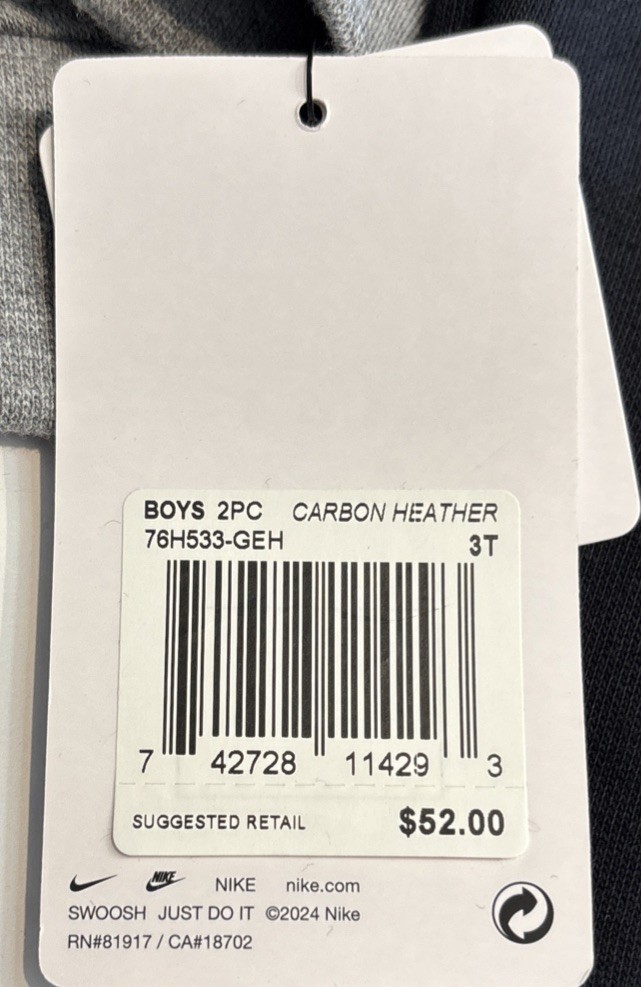 BOYS 2PC CARBON HEATHER
76H533-GEH 3T
7 42728 11429 3
SUGGESTED RETAIL $52.00
NIKE NIKE nike.com
SWOOSH JUST DO IT ©2024 Nike
RN#81917 / CA#18702